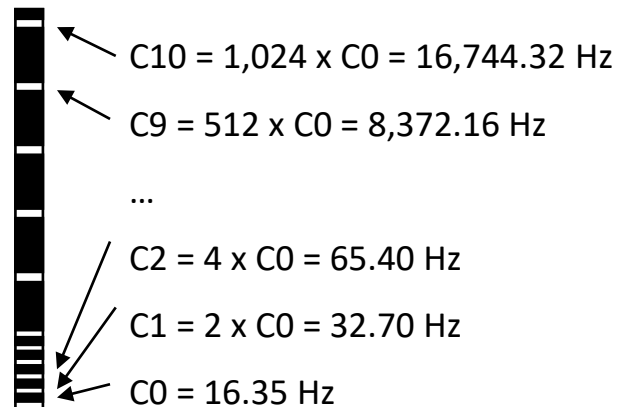 C10 = 1,024 x C0 = 16,744.32 Hz
C9 = 512 x C0 = 8,372.16 Hz
…
C2 = 4 x C0 = 65.40 Hz
C1 = 2 x C0 = 32.70 Hz
C0 = 16.35 Hz